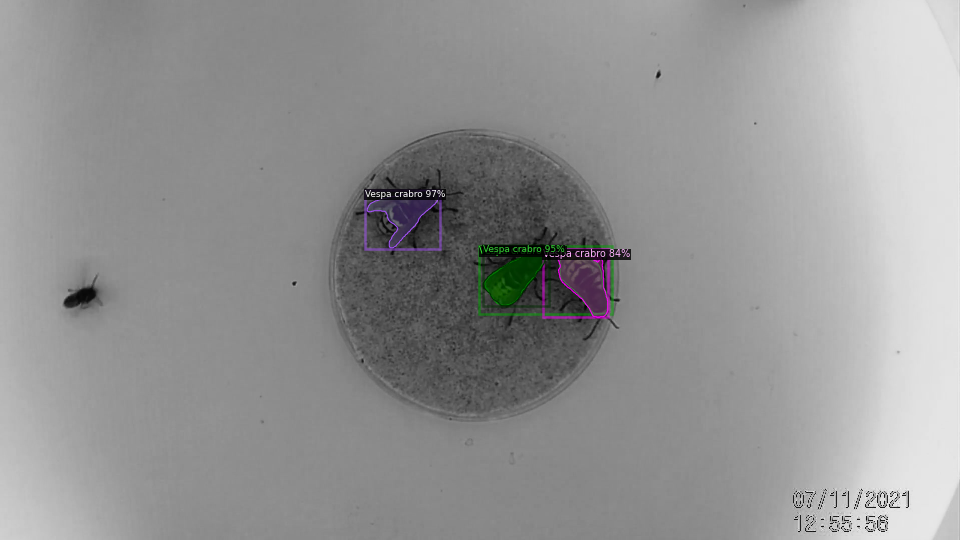 Vespa crabro 97%
Vespa crabro 95%
Vespa crabro 84%
07/11/2021
12:55:56